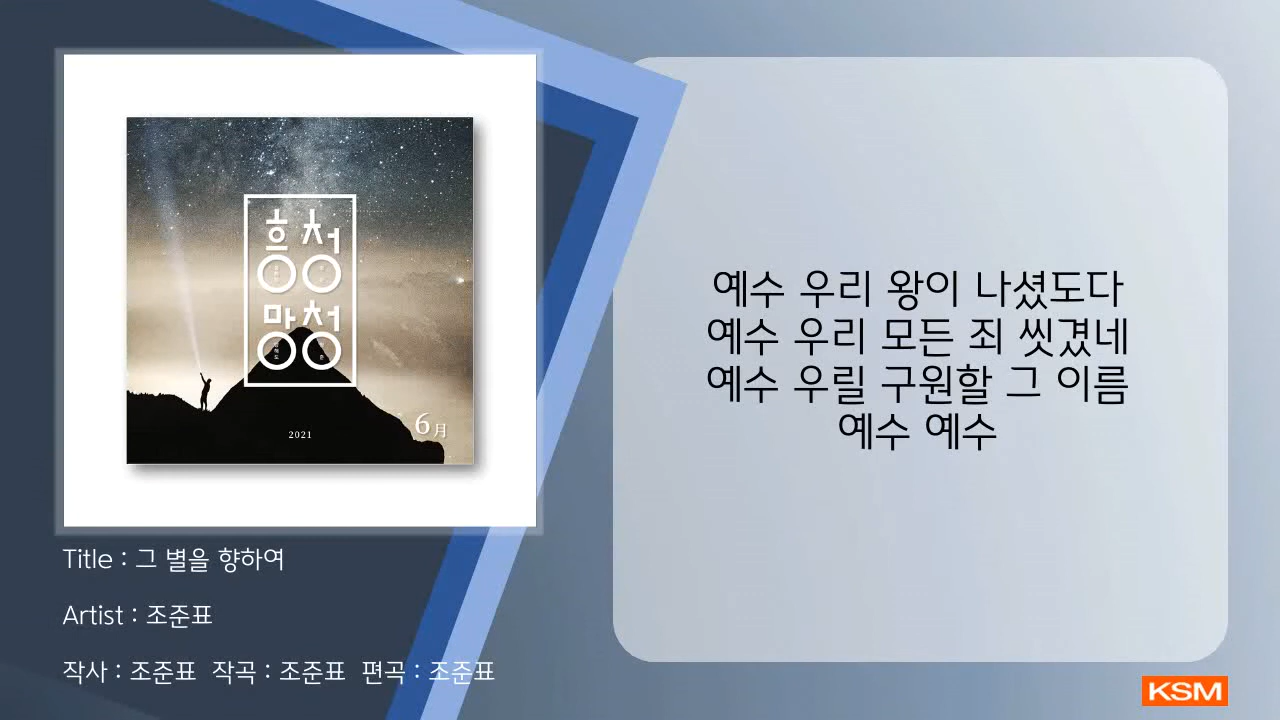 흥청
망청
2021
6月
Title : 그 별을 향하여
Artist : 조준표
작사 : 조준표 작곡 : 조준표 편곡 : 조준표
예수 우리 왕이 나셨도다
예수 우리 모든 죄 씻겼네
예수 우릴 구원할 그 이름
예수 예수
KSM